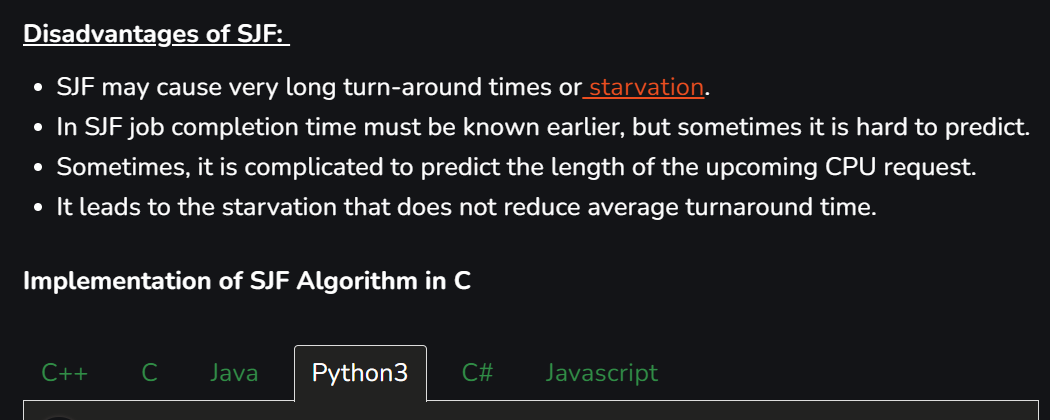 Disadvantages of SJF:
• SJF may cause very long turn-around times or starvation.
• In SJF job completion time must be known earlier, but sometimes it is hard to predict.
• Sometimes, it is complicated to predict the length of the upcoming CPU request.
• It leads to the starvation that does not reduce average turnaround time.
Implementation of SJF Algorithm in C
C++ C Java Python3 C# Javascript